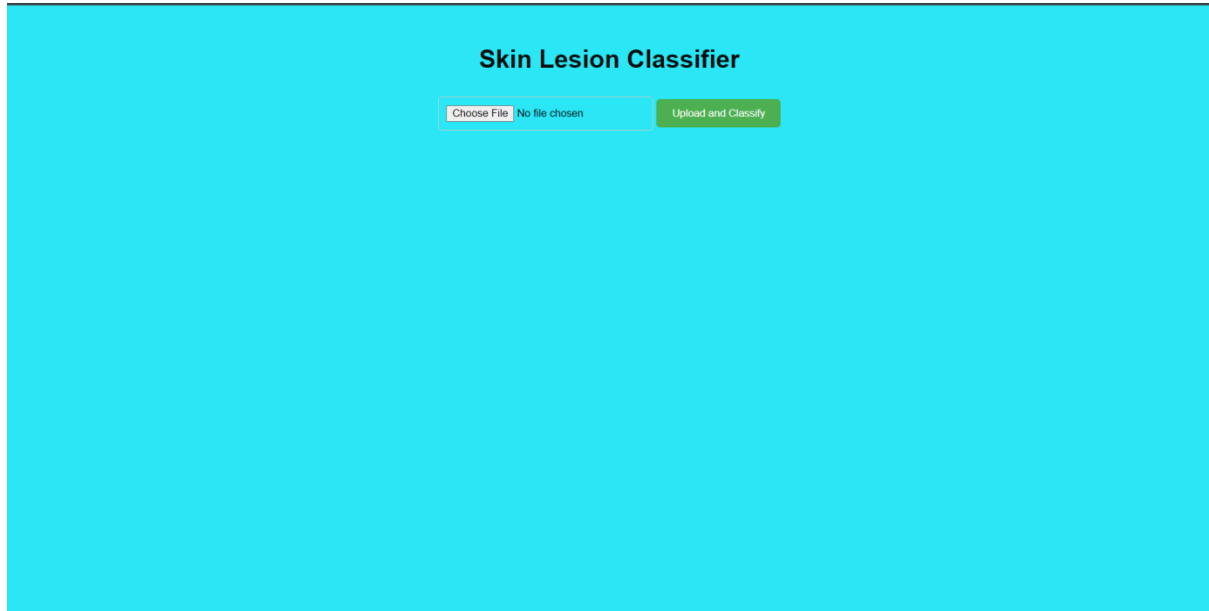 Skin Lesion Classifier
Choose File No file chosen Upload and Classify